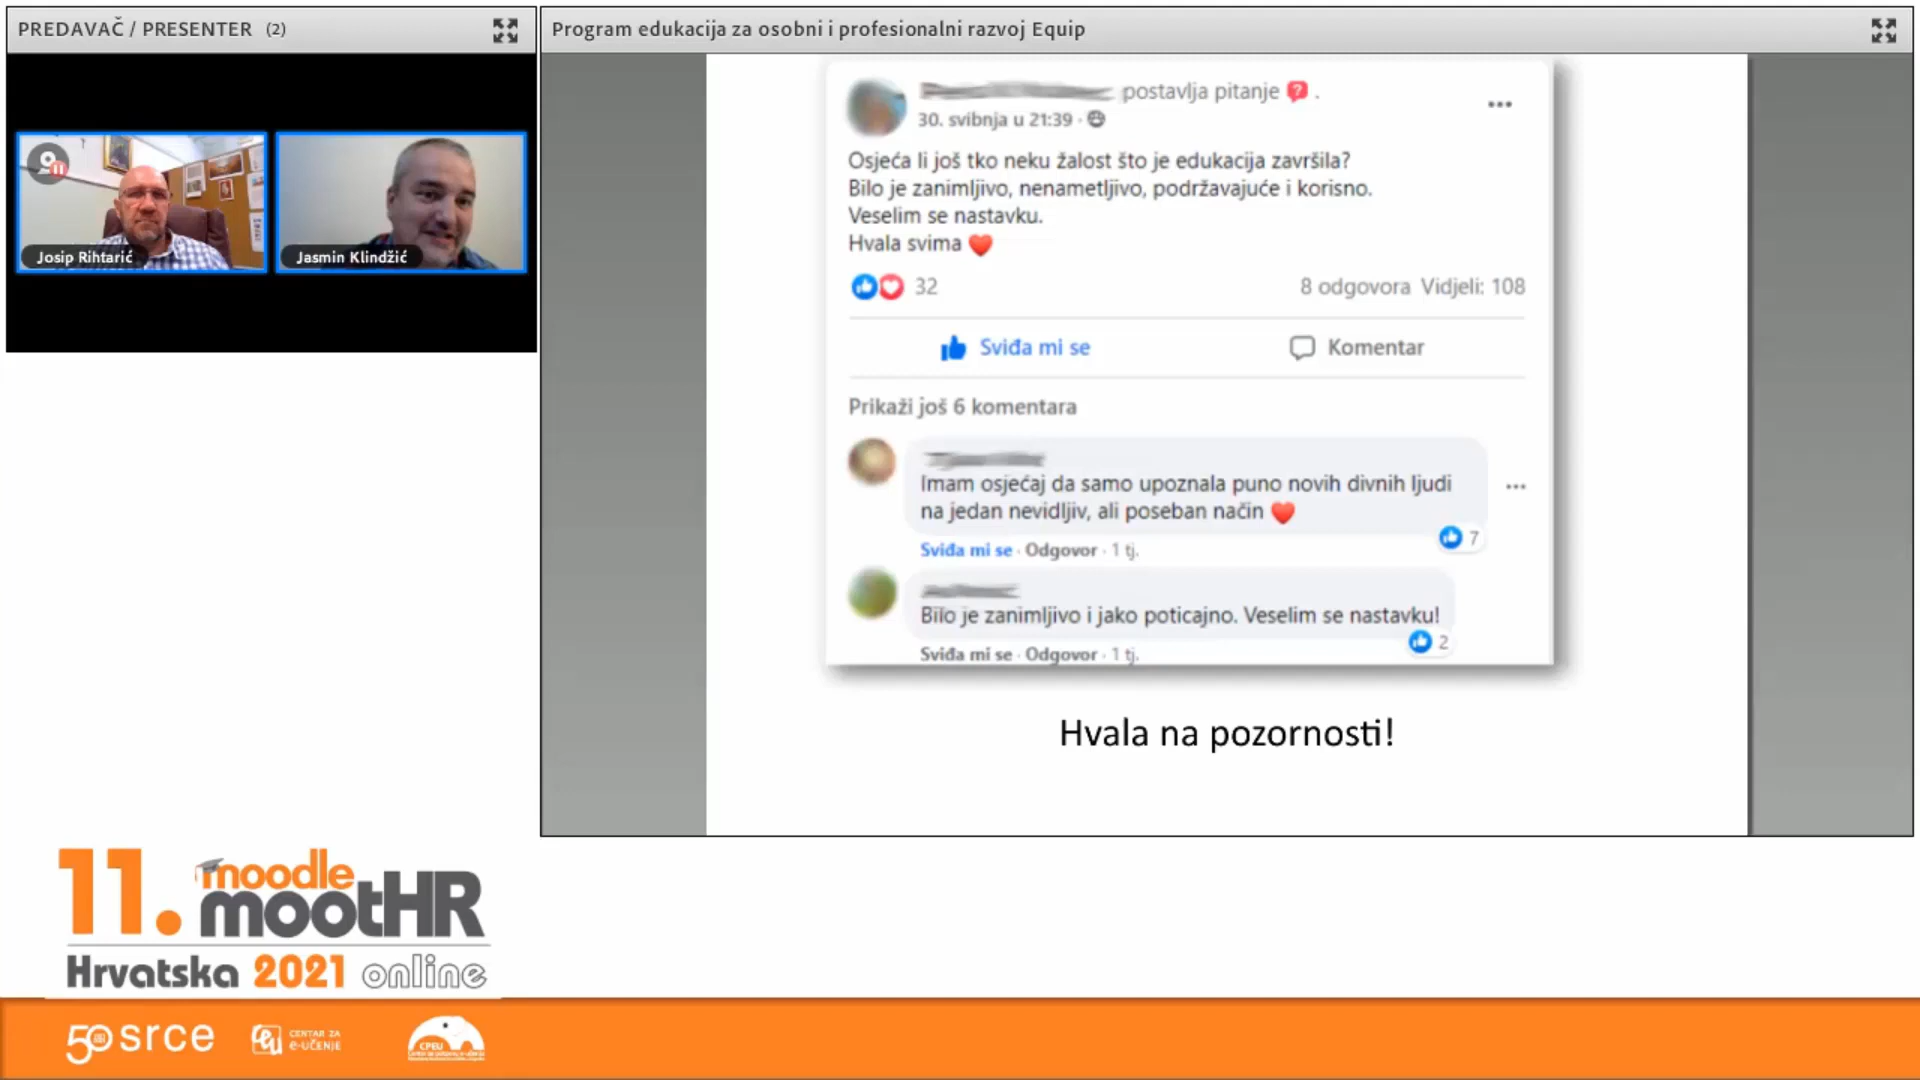 PREDAVAČ / PRESENTER (2)
Josip Rihtarić
Jasmin Klindžić
Program edukacija za osobni i profesionalni razvoj Equip
postavlja pitanje ? .
30. svibnja u 21:39 ·
Osjeća li još tko neku žalost što je edukacija završila?
Bilo je zanimljivo, nenametljivo, podržavajuće i korisno.
Veselim se nastavku.
Hvala svima ❤
32
8 odgovora Vidjeli: 108
Sviđa mi se
Komentar
Prikaži još 6 komentara
Imam osjećaj da samo upoznala puno novih divnih ljudi
na jedan nevidljiv, ali poseban način ❤
7
Sviđa mi se · Odgovor · 1 tj.
Bilo je zanimljivo i jako poticajno. Veselim se nastavku!
2
Sviđa mi se · Odgovor · 1 tj.
Hvala na pozornosti!
11. moodle
mootHR
Hrvatska 2021 online
50 srce
CENTAR ZA
e-UČENJE
CPEU